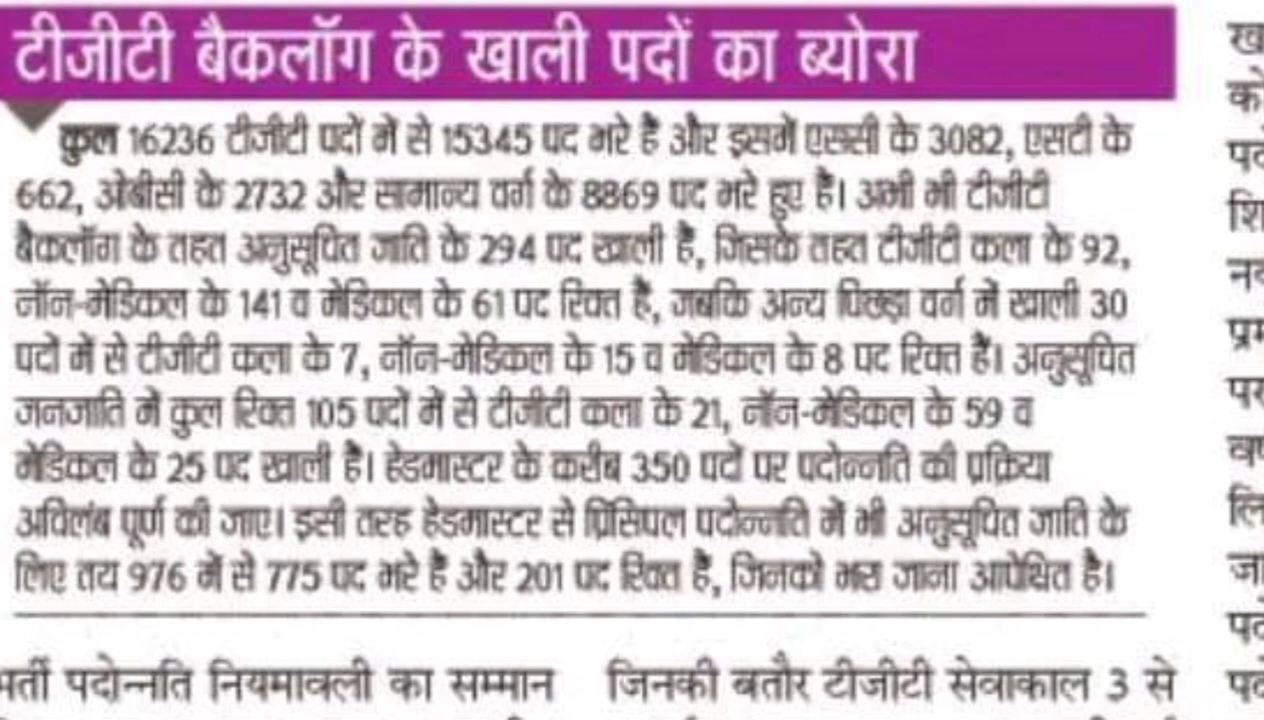 टीजीटी बैकलॉग के खाली पदों का ब्योरा
कुल 16236 टीजीटी पदों में से 15345 पद भरे है और इसमें एससी के 3082, एसटी के
662, ओबीसी के 2732 और सामान्य वर्ग के 8869 पद भरे हुए है। अभी भी टीजीटी
बैकलॉग के तहत अनुसूचित जाति के 294 पद खाली हैं, जिसके तहत टीजीटी कला के 92,
नॉन-मेडिकल के 141 व मेडिकल के 61 पद रिक्त हैं, जबकि अन्य पिछड़ा वर्ग में खाली 30
पदों में से टीजीटी कला के 7, नॉन-मेडिकल के 15 व मेडिकल के 8 पद रिक्त हैं। अनुसूचित
जनजाति में कुल रिक्त 105 पदों में से टीजीटी कला के 21, नॉन-मेडिकल के 59 व
मेडिकल के 25 पद खाली है। हेडमास्टर के करीब 350 पदों पर पदोन्नति की प्रक्रिया
अविलंब पूर्ण की जाए। इसी तरह हेडमास्टर से प्रिंसिपल पदोन्नति में भी अनुसूचित जाति के
लिए तय 976 में से 775 पद भरे है और 201 पद रिक्त हैं, जिनको भरा जाना आपेक्षित है।
भर्ती पदोन्नति नियमावली का सम्मान
जिनकी बतौर टीजीटी सेवाकाल 3 से